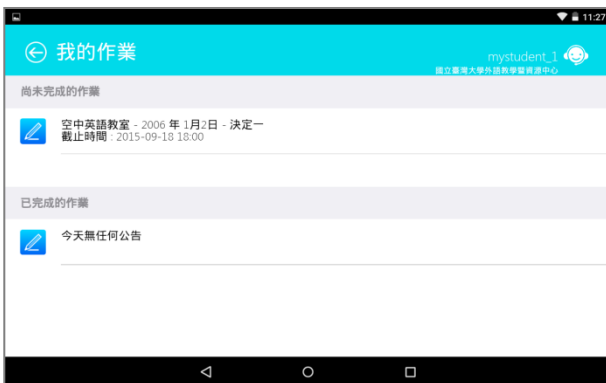 11:27
我的作業
mystudent_1
國立臺灣大學外語教學暨資源中心
尚未完成的作業
空中英語教室 - 2006 年 1月2日 - 決定一
截止時間 : 2015-09-18 18:00
已完成的作業
今天無任何公告